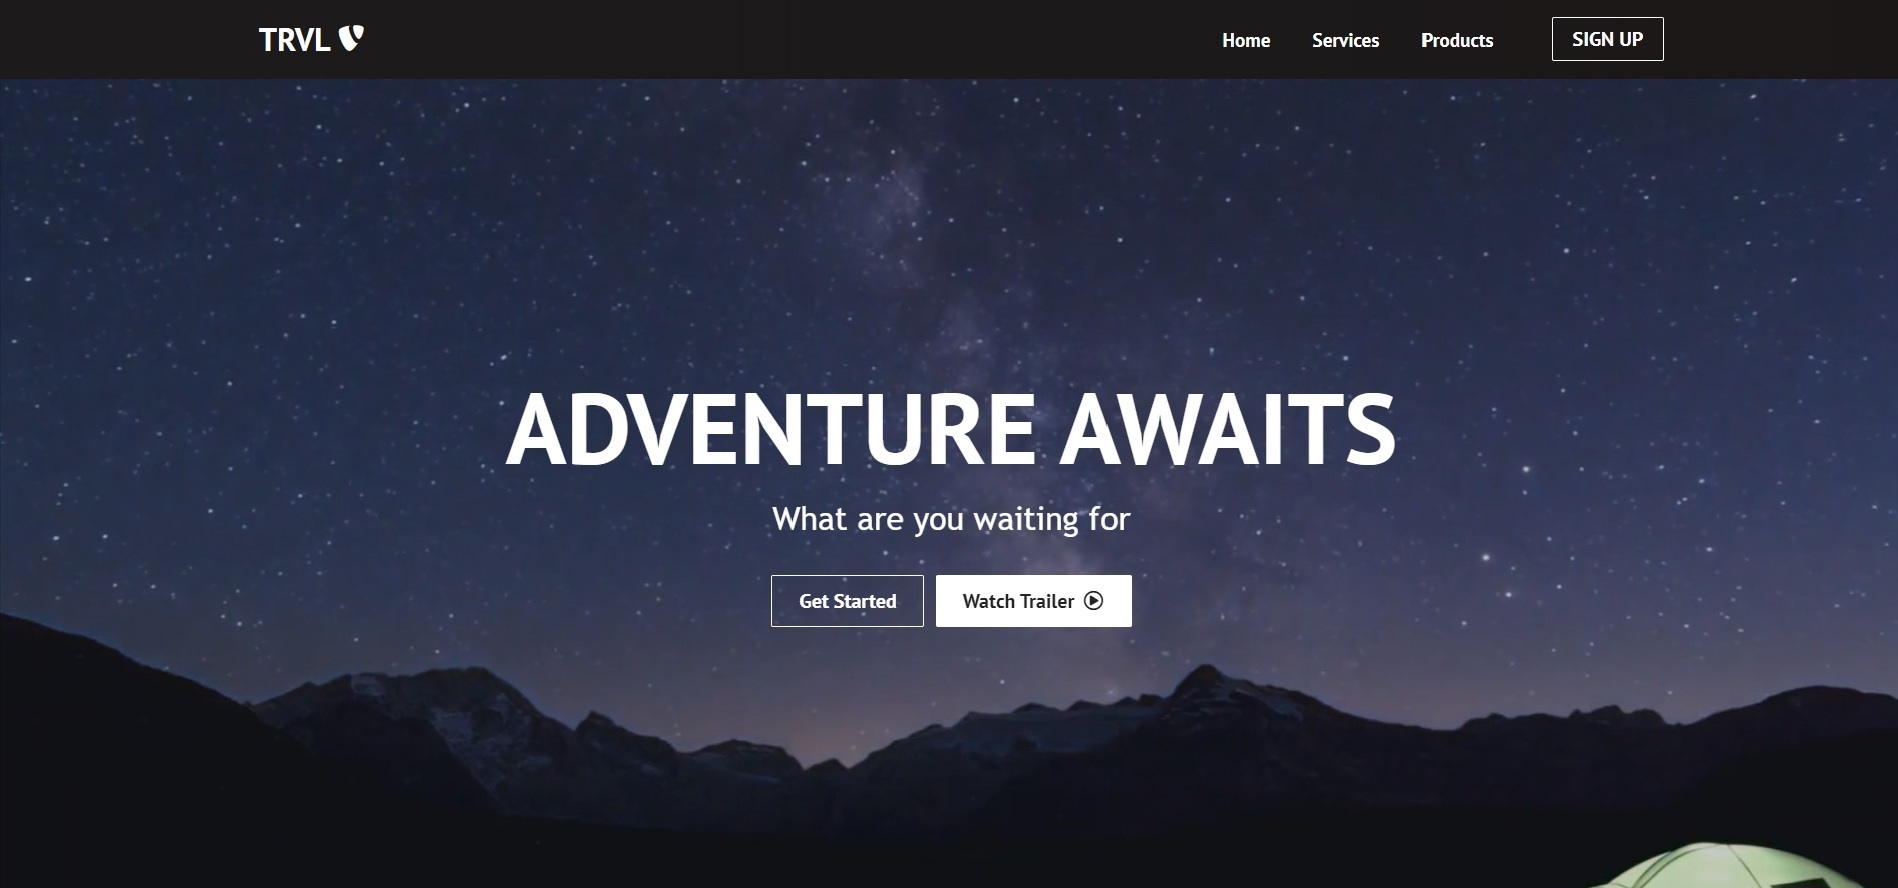 TRVL
Home Services Products SIGN UP
ADVENTURE AWAITS
What are you waiting for
Get Started Watch Trailer